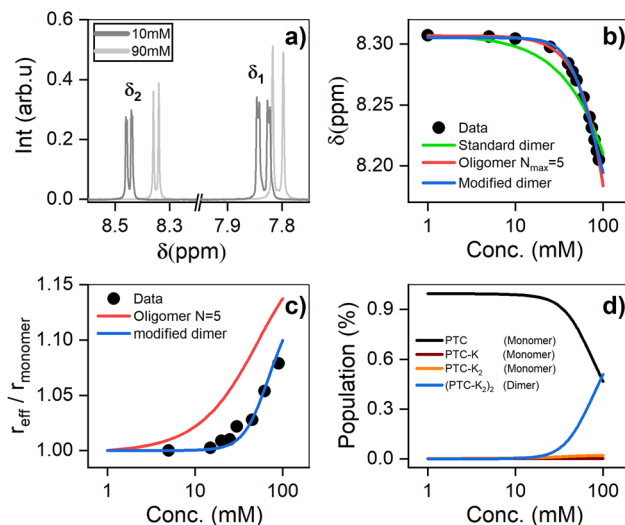 a)
10mM
90mM
δ₂
δ₁
Int (arb.u)
0.6
0.4
0.2
0.0
8.5 8.3 7.9 7.8
δ(ppm)
b)
δ(ppm)
8.30
8.25
8.20
Data
Standard dimer
Oligomer Nmax=5
Modified dimer
1 10 100
Conc. (mM)
c)
reff / rmonomer
1.15
1.10
1.05
1.00
Data
Oligomer N=5
modified dimer
1 10 100
Conc. (mM)
d)
Population (%)
0.9
0.6
0.3
0.0
PTC (Monomer)
PTC-K (Monomer)
PTC-K₂ (Monomer)
(PTC-K₂)₂ (Dimer)
1 10 100
Conc. (mM)